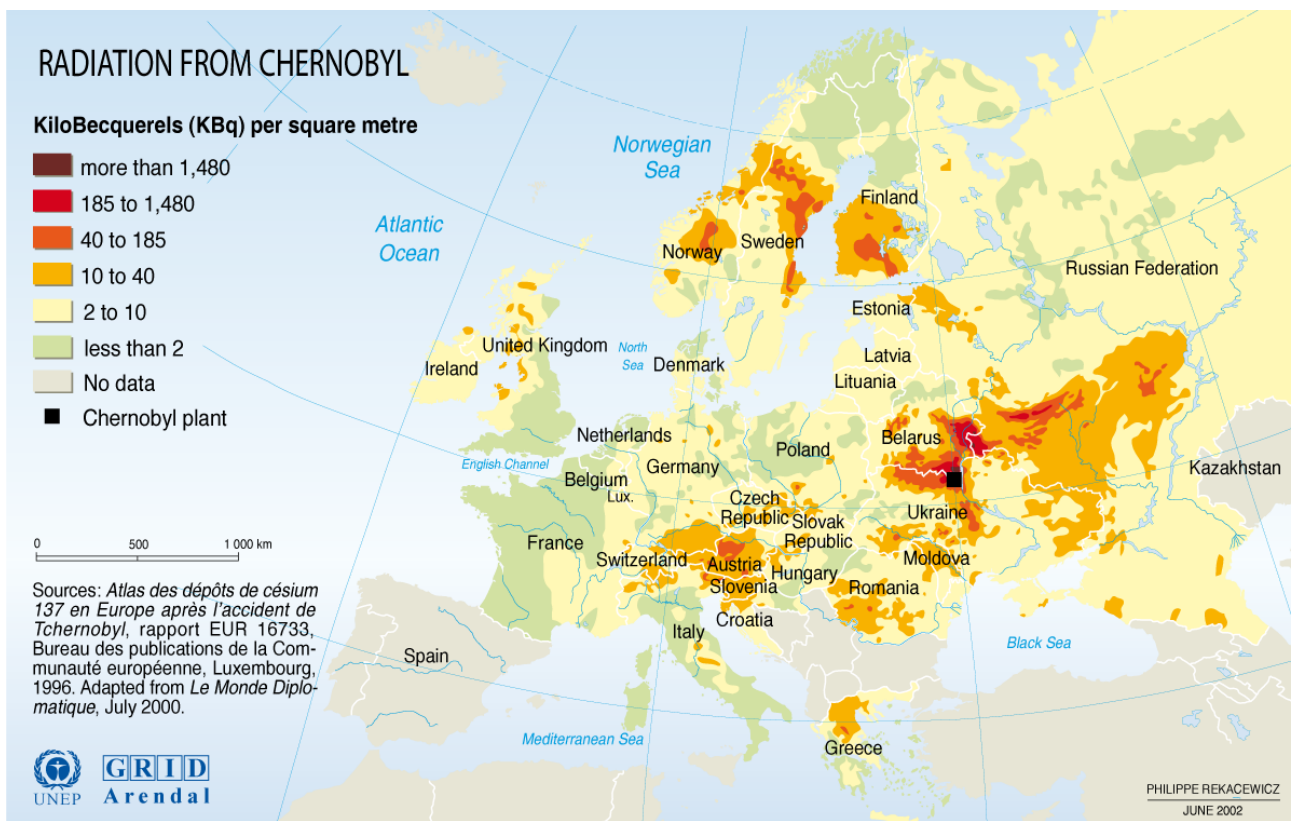 RADIATION FROM CHERNOBYL
KiloBecquerels (KBq) per square metre
more than 1,480
185 to 1,480
40 to 185
10 to 40
2 to 10
less than 2
No data
Chernobyl plant
Norwegian
Sea
Atlantic
Ocean
Finland
Sweden
Norway
Russian Federation
Estonia
United Kingdom
North
Sea
Denmark
Latvia
Ireland
Lituania
Netherlands
Belarus
Poland
English Channel
Germany
Kazakhstan
Belgium
Lux.
Czech
Republic
Ukraine
Slovak
Republic
France
Switzerland
Austria
Moldova
Hungary
Slovenia
Romania
Croatia
Italy
Black Sea
Spain
Mediterranean Sea
Greece
0 500 1 000 km
Sources: Atlas des dépôts de césium
137 en Europe après l'accident de
Tchernobyl, rapport EUR 16733,
Bureau des publications de la Com-
munauté européenne, Luxembourg,
1996. Adapted from Le Monde Diplo-
matique, July 2000.
UNEP
GRID
Arendal
PHILIPPE REKACEWICZ
JUNE 2002